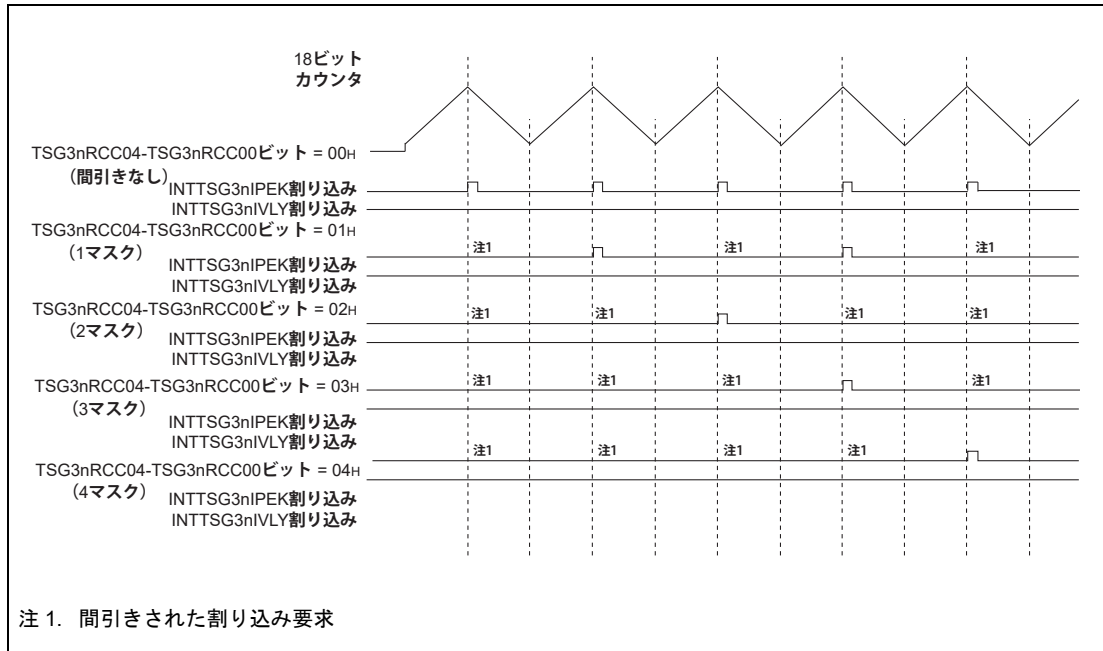 18ビット
カウンタ
TSG3nRCC04-TSG3nRCC00ビット = 00H
（間引きなし）
INTTSG3nIPEK割り込み
INTTSG3nIVLY割り込み
TSG3nRCC04-TSG3nRCC00ビット = 01H
（1マスク）
注1 注1 注1
INTTSG3nIPEK割り込み
INTTSG3nIVLY割り込み
TSG3nRCC04-TSG3nRCC00ビット = 02H
注1 注1 注1 注1
（2マスク）
INTTSG3nIPEK割り込み
INTTSG3nIVLY割り込み
TSG3nRCC04-TSG3nRCC00ビット = 03H
注1 注1 注1 注1
（3マスク）
INTTSG3nIPEK割り込み
INTTSG3nIVLY割り込み
注1 注1 注1 注1
TSG3nRCC04-TSG3nRCC00ビット = 04H
（4マスク）
INTTSG3nIPEK割り込み
INTTSG3nIVLY割り込み
注 1. 間引きされた割り込み要求